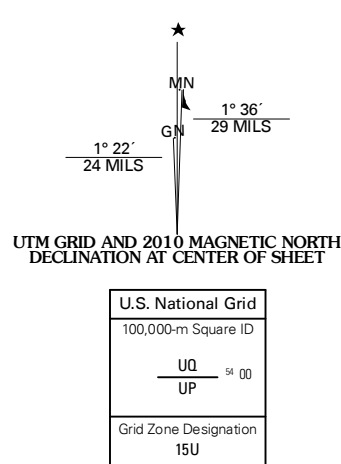 ★
MN
1° 36´
29 MILS
GN
1° 22´
24 MILS
UTM GRID AND 2010 MAGNETIC NORTH
DECLINATION AT CENTER OF SHEET
U.S. National Grid
100,000-m Square ID
UQ
UP
54 00
Grid Zone Designation
15U